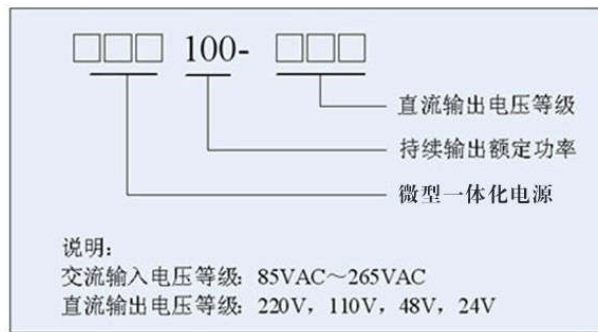 □□□ 100- □□□
直流输出电压等级
持续输出额定功率
微型一体化电源
说明:
交流输入电压等级: 85VAC～265VAC
直流输出电压等级: 220V，110V，48V，24V